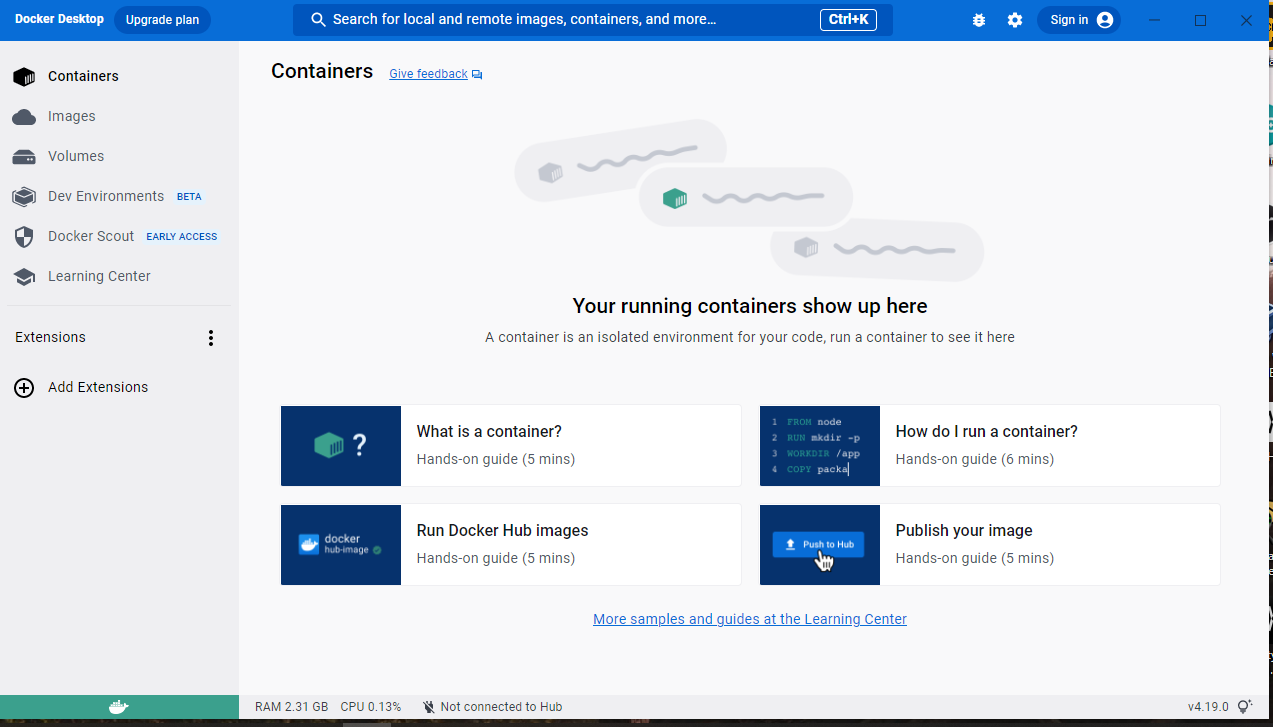 Docker Desktop
Upgrade plan
Search for local and remote images, containers, and more...
Ctrl+K
Sign in
Containers
Images
Volumes
Dev Environments BETA
Docker Scout EARLY ACCESS
Learning Center
Extensions
Add Extensions
Containers
Give feedback
Your running containers show up here
A container is an isolated environment for your code, run a container to see it here
?
What is a container?
Hands-on guide (5 mins)
1 FROM node
2 RUN mkdir -p
3 WORKDIR /app
4 COPY packa
How do I run a container?
Hands-on guide (6 mins)
docker
hub-image
Run Docker Hub images
Hands-on guide (5 mins)
Push to Hub
Publish your image
Hands-on guide (5 mins)
More samples and guides at the Learning Center
RAM 2.31 GB CPU 0.13% Not connected to Hub
v4.19.0